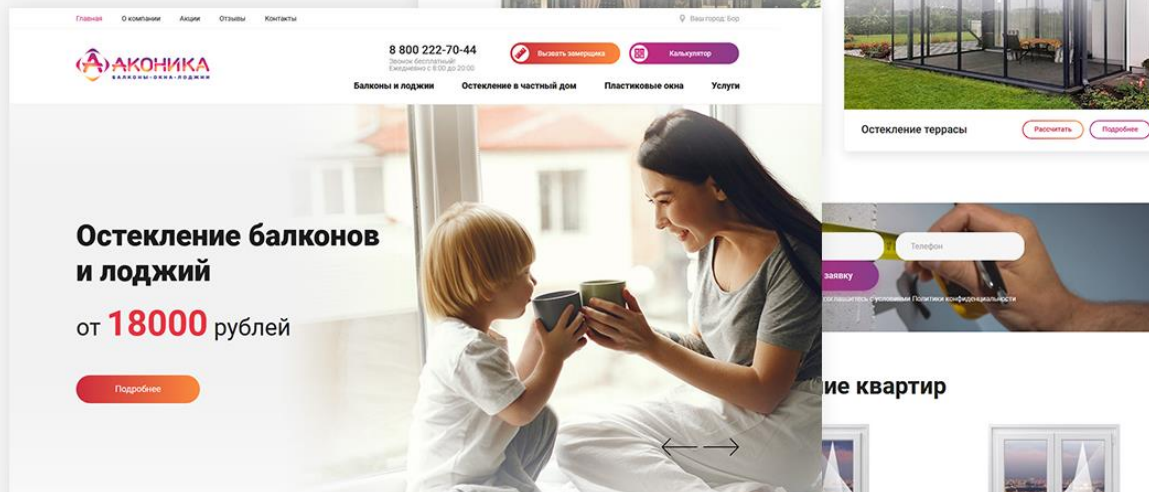 Главная О компании Акции Отзывы Контакты
Ваш город: Бор
АКОНИКА
БАЛКОНЫ•ОКНА•ЛОДЖИИ
8 800 222-70-44
Звонок бесплатный!
Ежедневно с 8:00 до 20:00
Вызвать замерщика
Калькулятор
Балконы и лоджии Остекление в частный дом Пластиковые окна Услуги
Остекление балконов
и лоджий
от 18000 рублей
Подробнее
Остекление террасы
Рассчитать
Подробнее
Телефон
заявку
соглашаетесь с условиями Политики конфиденциальности
ие квартир